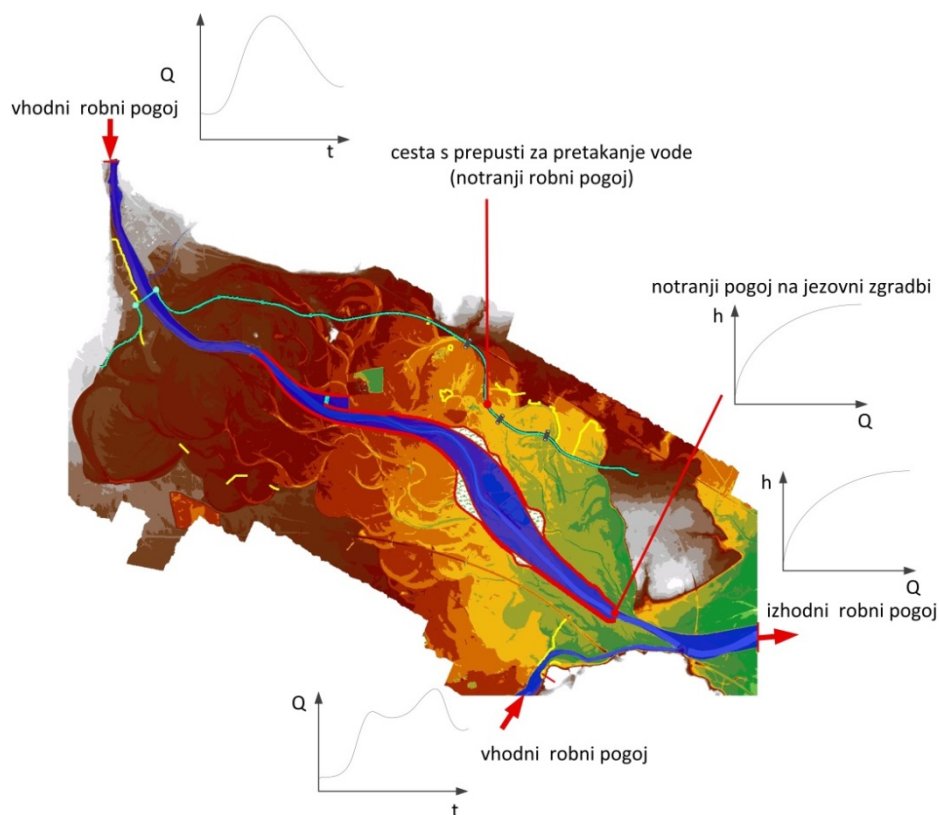 Q
vhodni robni pogoj
t
cesta s prepusti za pretakanje vode
(notranji robni pogoj)
notranji pogoj na jezovni zgradbi
h
Q
h
Q
izhodni robni pogoj
Q
vhodni robni pogoj
t